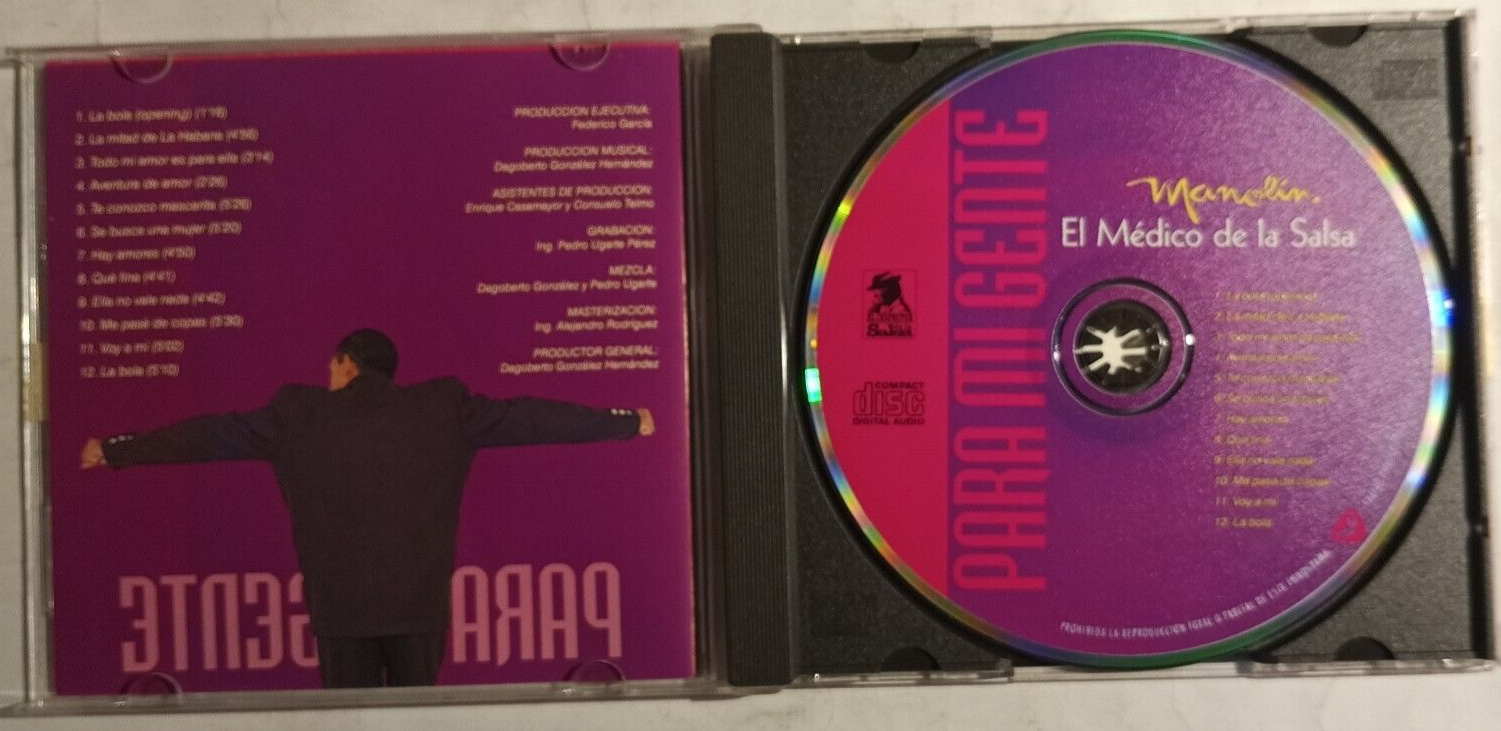 1. La bola (opening) (1'16)
2. La mitad de La Habana (4'56)
3. Todo mi amor es para ella (3'14)
4. Aventura de amor (2'26)
5. Te conozco mascarita (5'26)
6. Se busca una mujer (5'20)
7. Hay amores (4'50)
8. Que fina (4'41)
9. Ella no vale nada (4'42)
10. Me pasé de copas (5'30)
11. Voy a mí (5'02)
12. La bola (5'10)
PRODUCCION EJECUTIVA:
Federico García
PRODUCCION MUSICAL:
Dagoberto González Hernández
ASISTENTES DE PRODUCCION:
Enrique Casamayor y Consuelo Telmo
GRABACION:
Ing. Pedro Ugarte Pérez
MEZCLA:
Dagoberto González y Pedro Ugarte
MASTERIZACION:
Ing. Alejandro Rodríguez
PRODUCTOR GENERAL:
Dagoberto González Hernández
PARA GENTE
PARA MI GENTE
Manolín.
El Médico de la Salsa
COMPACT
disc
DIGITAL AUDIO
6. Se busca una mujer
7. Hay amores
8. Que fina
9. Ella no vale nada
10. Me pasé de copas
11. Voy a mí
12. La bola
PROHIBIDA LA REPRODUCCION TOTAL O PARCIAL DE ESTE FONOGRAMA